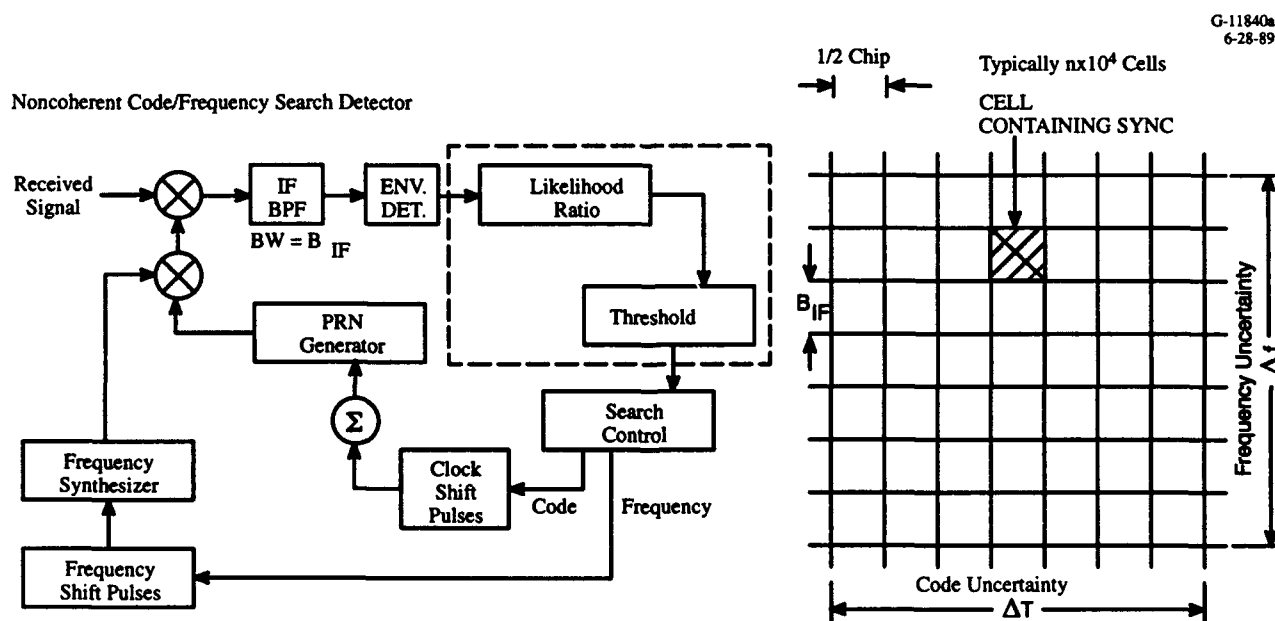 G-11840a
6-28-89
1/2 Chip
Typically nx10⁴ Cells
Noncoherent Code/Frequency Search Detector
CELL
CONTAINING SYNC
Received
Signal
IF
BPF
BW = B IF
ENV.
DET.
Likelihood
Ratio
Threshold
PRN
Generator
Σ
Search
Control
Clock
Shift
Pulses
Code
Frequency
Frequency
Synthesizer
Frequency
Shift Pulses
B IF
Frequency Uncertainty
Δf
Code Uncertainty
ΔT